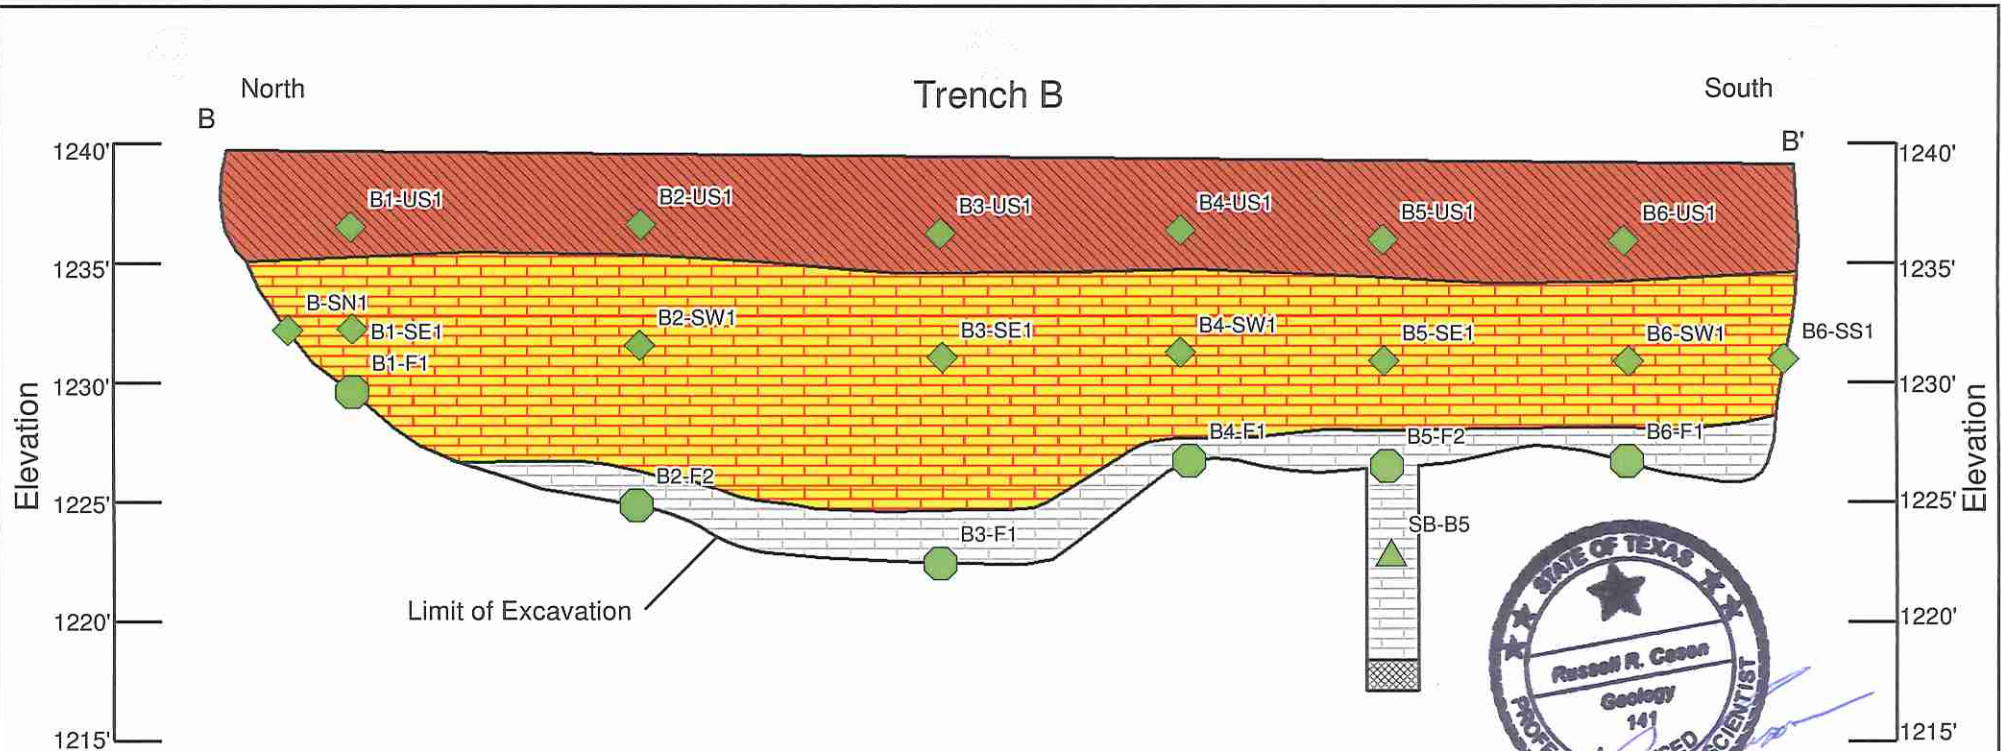 North
Trench B
South
B
B'
1240'
1240'
B1-US1
B2-US1
B3-US1
B4-US1
B5-US1
B6-US1
1235'
1235'
B-SN1
B1-SE1
B2-SW1
B3-SE1
B4-SW1
B5-SE1
B6-SW1
B6-SS1
B1-F1
1230'
1230'
Elevation
Elevation
B2-F2
B3-F1
B4-F1
B5-F2
B6-F1
1225'
1225'
SB-B5
Limit of Excavation
1220'
1220'
1215'
1215'
STATE OF TEXAS
Russell R. Cason
Geology
141